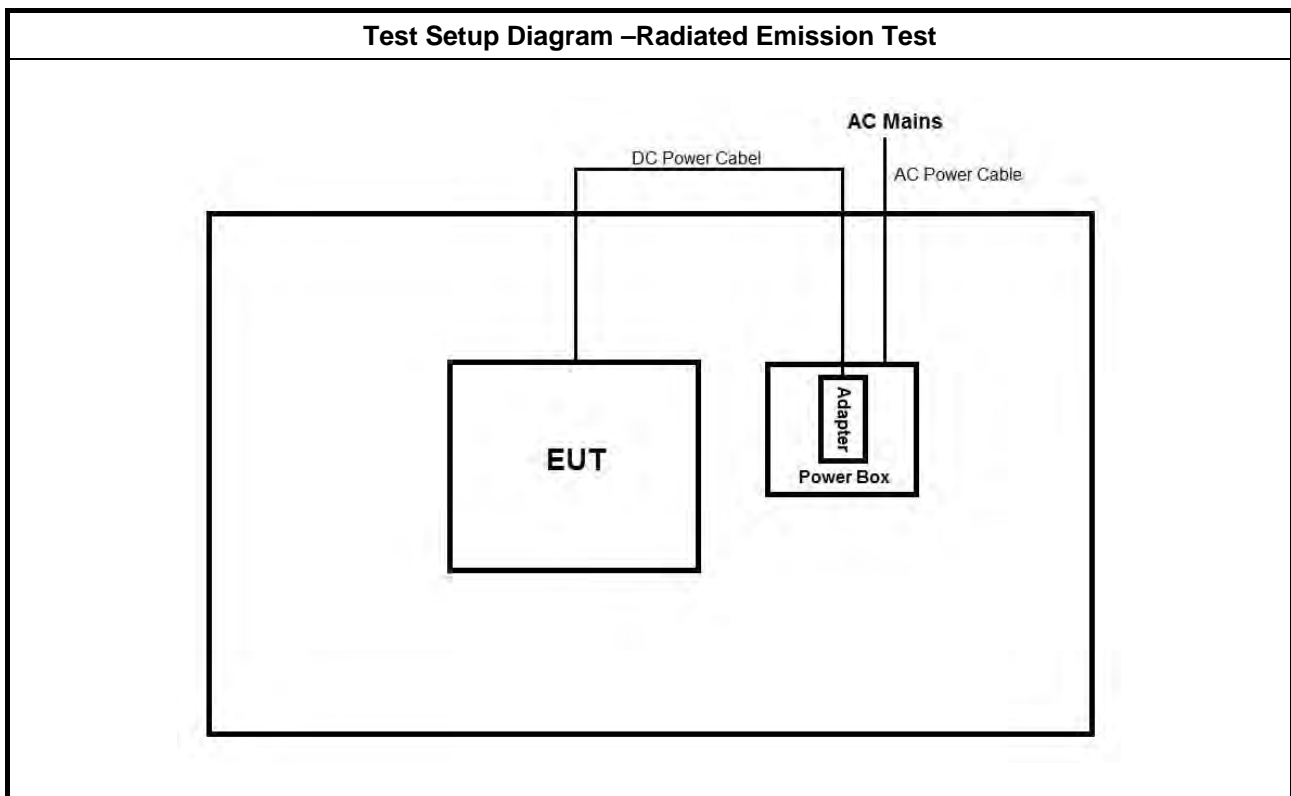 Test Setup Diagram –Radiated Emission Test
AC Mains
DC Power Cabel
AC Power Cable
EUT
Adapter
Power Box